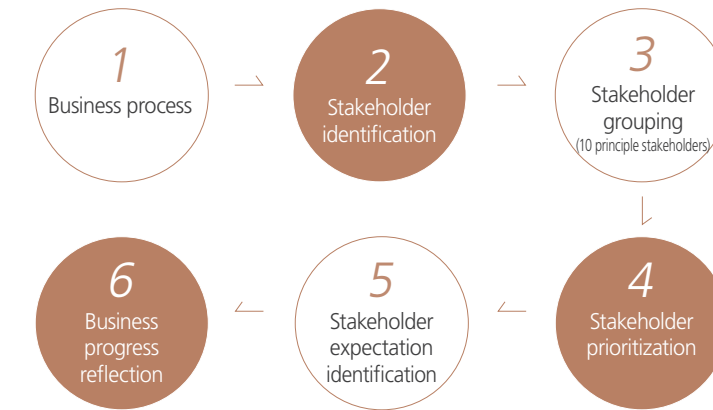 1
Business process
2
Stakeholder
identification
3
Stakeholder
grouping
(10 principle stakeholders)
4
Stakeholder
prioritization
5
Stakeholder
expectation
identification
6
Business
progress
reflection